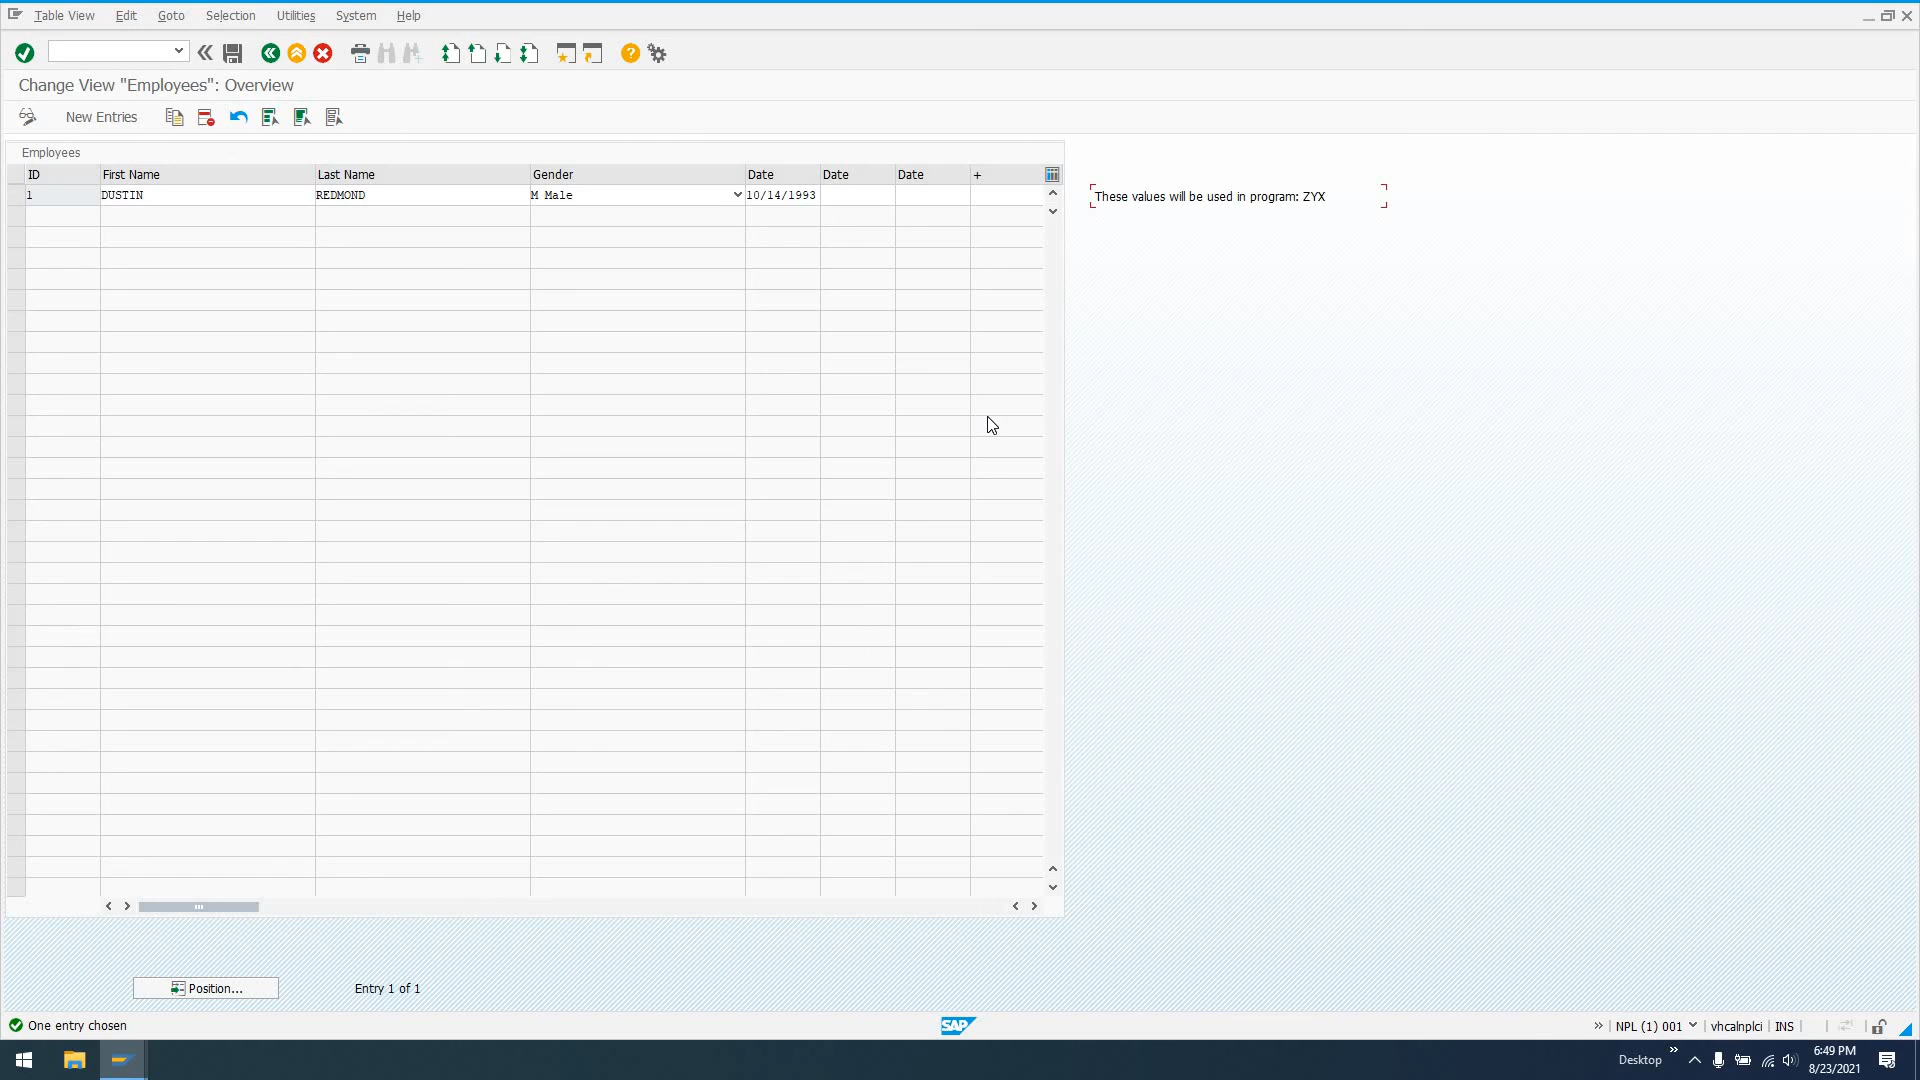 Table View Edit Goto Selection Utilities System Help
Change View "Employees": Overview
New Entries
Employees
ID First Name Last Name Gender Date Date Date +
1 DUSTIN REDMOND M Male 10/14/1993
These values will be used in program: ZYX
Position... Entry 1 of 1
One entry chosen
SAP
NPL (1) 001 vhcalnplci INS
Desktop
6:49 PM
8/23/2021